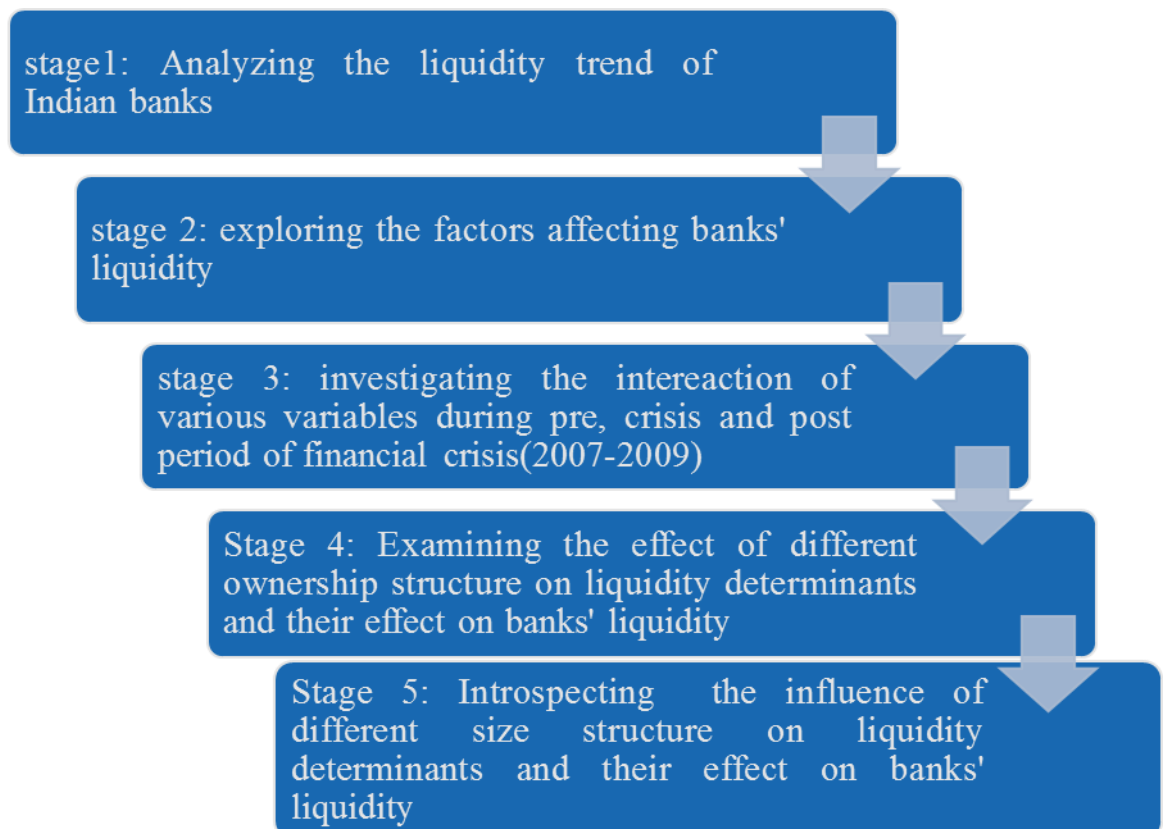 stage1: Analyzing the liquidity trend of
Indian banks
stage 2: exploring the factors affecting banks'
liquidity
stage 3: investigating the intereaction of
various variables during pre, crisis and post
period of financial crisis(2007-2009)
Stage 4: Examining the effect of different
ownership structure on liquidity determinants
and their effect on banks' liquidity
Stage 5: Introspecting the influence of
different size structure on liquidity
determinants and their effect on banks'
liquidity